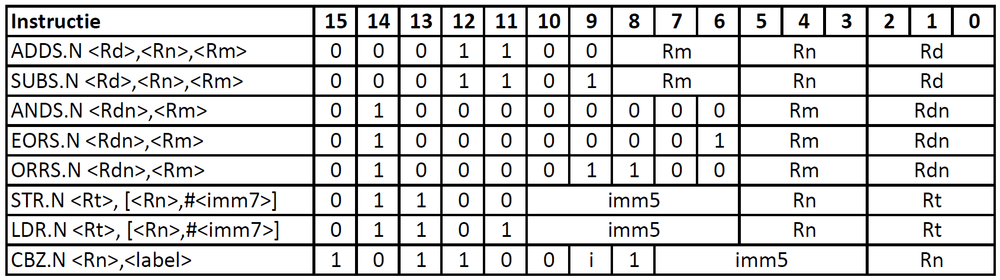 Instructie 15 14 13 12 11 10 9 8 7 6 5 4 3 2 1 0
ADDS.N <Rd>,<Rn>,<Rm> 0 0 0 1 1 0 0 Rm Rn Rd
SUBS.N <Rd>,<Rn>,<Rm> 0 0 0 1 1 0 1 Rm Rn Rd
ANDS.N <Rdn>,<Rm> 0 1 0 0 0 0 0 0 0 0 Rm Rdn
EORS.N <Rdn>,<Rm> 0 1 0 0 0 0 0 0 0 1 Rm Rdn
ORRS.N <Rdn>,<Rm> 0 1 0 0 0 0 1 1 0 0 Rm Rdn
STR.N <Rt>, [<Rn>,#<imm7>] 0 1 1 0 0 imm5 Rn Rt
LDR.N <Rt>, [<Rn>,#<imm7>] 0 1 1 0 1 imm5 Rn Rt
CBZ.N <Rn>,<label> 1 0 1 1 0 0 i 1 imm5 Rn